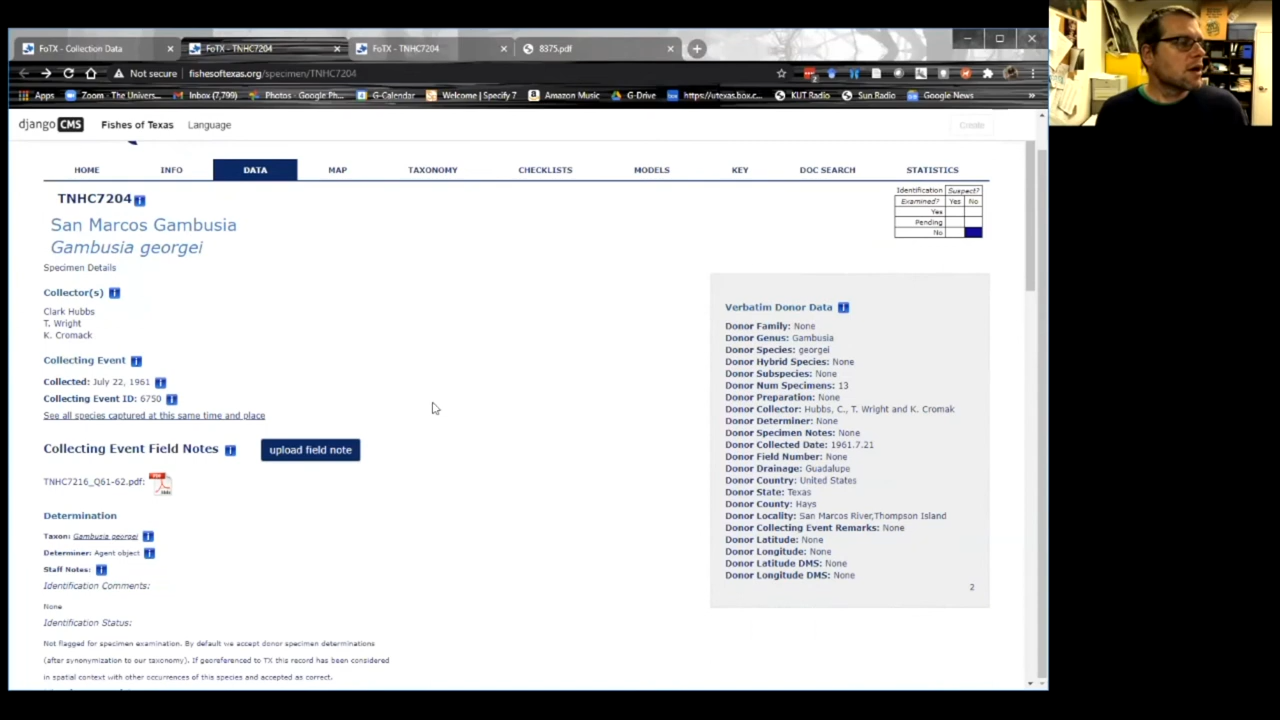 FoTX - Collection Data
FoTX - TNHC7204
FoTX - TNHC7204
8375.pdf
Not secure
fishesoftexas.org/specimen/TNHC7204
Apps
Zoom - The Univers...
Inbox (7,799)
Photos - Google Ph...
G-Calendar
Welcome | Specify 7
Amazon Music
G-Drive
https://utexas.box.c...
KUT Radio
Sun Radio
Google News
»
django CMS
Fishes of Texas
Language
Create
HOME
INFO
DATA
MAP
TAXONOMY
CHECKLISTS
MODELS
KEY
DOC SEARCH
STATISTICS
TNHC7204
San Marcos Gambusia
Gambusia georgei
Specimen Details
Identification Suspect?
Examined? Yes No
Yes
Pending
No
Collector(s)
Clark Hubbs
T. Wright
K. Cromack
Collecting Event
Collected: July 22, 1961
Collecting Event ID: 6750
See all species captured at this same time and place
Collecting Event Field Notes
upload field note
TNHC7216_Q61-62.pdf:
Determination
Taxon: Gambusia georgei
Determiner: Agent object
Staff Notes:
Identification Comments:
None
Identification Status:
Not flagged for specimen examination. By default we accept donor specimen determinations
(after synonymization to our taxonomy). If georeferenced to TX this record has been considered
in spatial context with other occurrences of this species and accepted as correct.
Verbatim Donor Data
Donor Family: None
Donor Genus: Gambusia
Donor Species: georgei
Donor Hybrid Species: None
Donor Subspecies: None
Donor Num Specimens: 13
Donor Preparation: None
Donor Collector: Hubbs, C., T. Wright and K. Cromak
Donor Determiner: None
Donor Specimen Notes: None
Donor Collected Date: 1961.7.21
Donor Field Number: None
Donor Drainage: Guadalupe
Donor Country: United States
Donor State: Texas
Donor County: Hays
Donor Locality: San Marcos River,Thompson Island
Donor Collecting Event Remarks: None
Donor Latitude: None
Donor Longitude: None
Donor Latitude DMS: None
Donor Longitude DMS: None
2